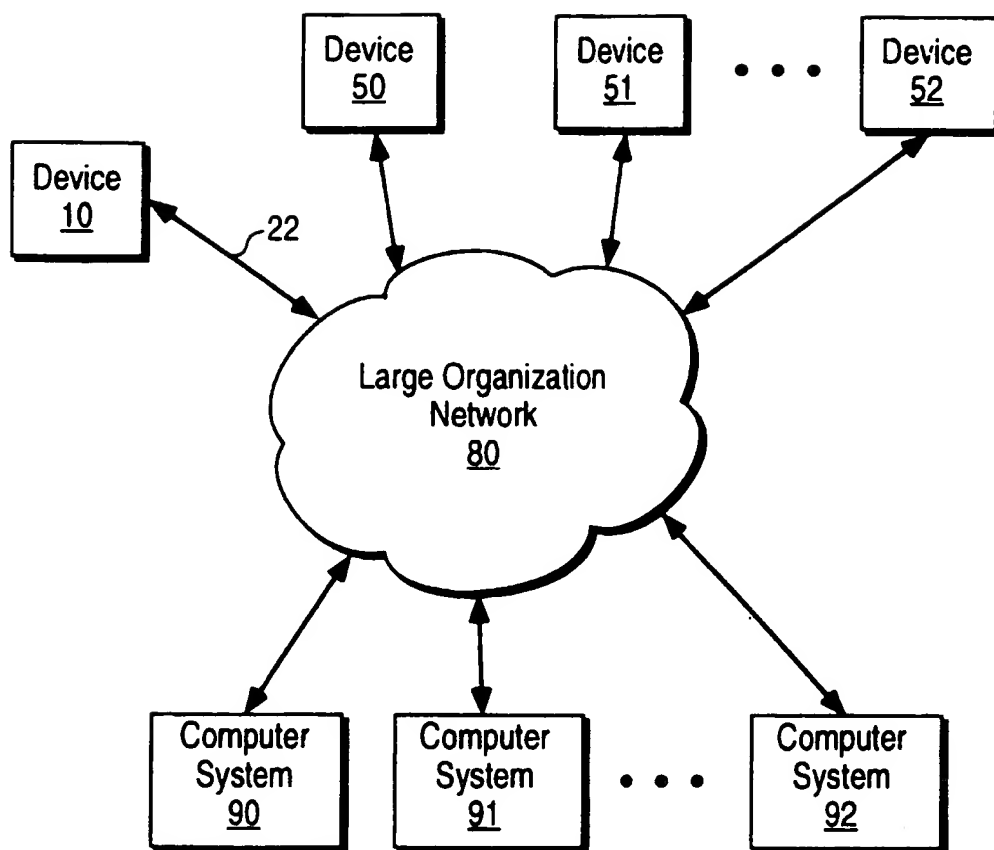 Device
50
Device
51
Device
52
Device
10
22
Large Organization
Network
80
Computer
System
90
Computer
System
91
Computer
System
92